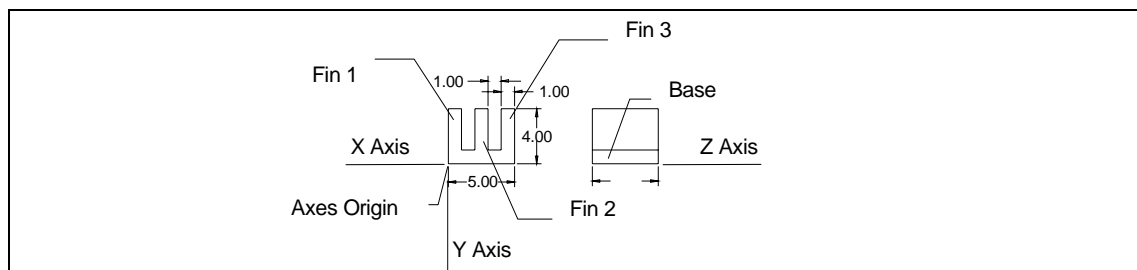 Fin 3
Fin 1
1.00
1.00
Base
4.00
X Axis
Z Axis
5.00
Axes Origin
Fin 2
Y Axis